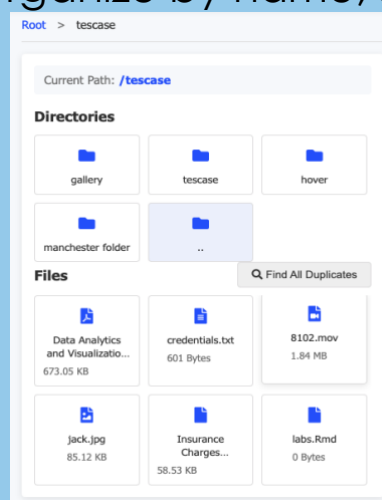 organize by name,
Root > tescase
Current Path: /tescase
Directories
gallery
tescase
hover
manchester folder
..
Files
Find All Duplicates
Data Analytics
and Visualizatio...
673.05 KB
credentials.txt
601 Bytes
8102.mov
1.84 MB
jack.jpg
85.12 KB
Insurance
Charges...
58.53 KB
labs.Rmd
0 Bytes